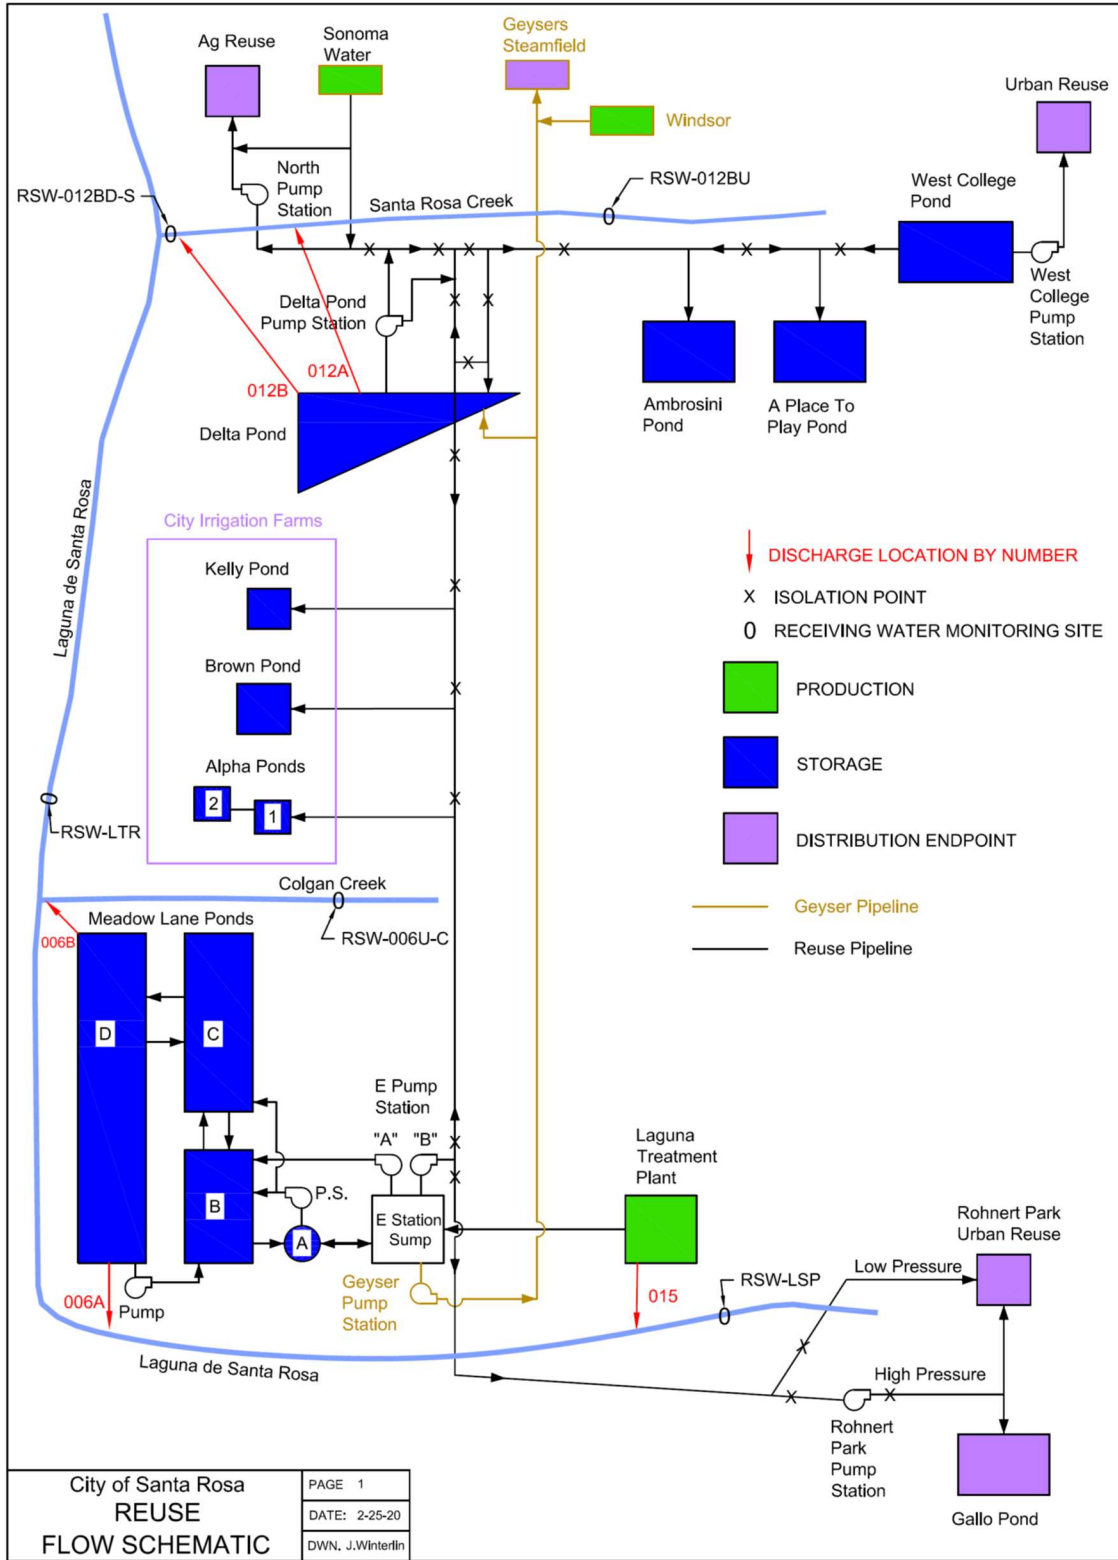 Ag Reuse
Sonoma
Water
Geysers
Steamfield
Windsor
Urban Reuse
RSW-012BD-S
North
Pump
Station
Santa Rosa Creek
RSW-012BU
West College
Pond
West
College
Pump
Station
Delta Pond
Pump Station
012B
012A
Delta Pond
Ambrosini
Pond
A Place To
Play Pond
Laguna de Santa Rosa
City Irrigation Farms
Kelly Pond
Brown Pond
Alpha Ponds
2
1
DISCHARGE LOCATION BY NUMBER
X ISOLATION POINT
0 RECEIVING WATER MONITORING SITE
PRODUCTION
STORAGE
DISTRIBUTION ENDPOINT
Geyser Pipeline
Reuse Pipeline
RSW-LTR
Colgan Creek
RSW-006U-C
Meadow Lane Ponds
006B
D
C
B
A
P.S.
E Pump
Station
"A"
"B"
E Station
Sump
Laguna
Treatment
Plant
Geyser
Pump
Station
Pump
006A
015
RSW-LSP
Laguna de Santa Rosa
Rohnert Park
Urban Reuse
Low Pressure
High Pressure
Rohnert
Park
Pump
Station
Gallo Pond
City of Santa Rosa
REUSE
FLOW SCHEMATIC
PAGE 1
DATE: 2-25-20
DWN. J.Winterlin